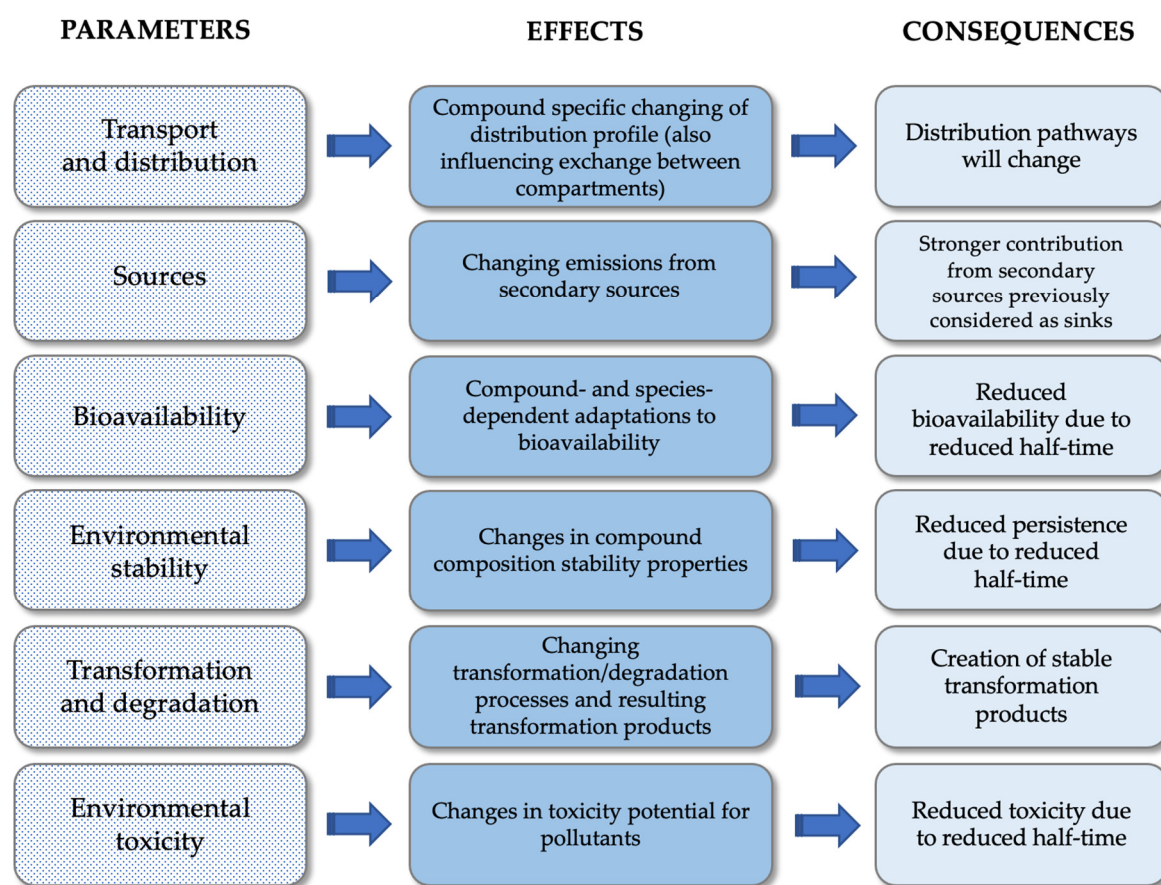 PARAMETERS
EFFECTS
CONSEQUENCES
Transport
and distribution
Compound specific changing of
distribution profile (also
influencing exchange between
compartments)
Distribution pathways
will change
Sources
Changing emissions from
secondary sources
Stronger contribution
from secondary
sources previously
considered as sinks
Bioavailability
Compound- and species-
dependent adaptations to
bioavailability
Reduced
bioavailability due to
reduced half-time
Environmental
stability
Changes in compound
composition stability properties
Reduced persistence
due to reduced
half-time
Transformation
and degradation
Changing
transformation/degradation
processes and resulting
transformation products
Creation of stable
transformation
products
Environmental
toxicity
Changes in toxicity potential for
pollutants
Reduced toxicity due
to reduced half-time